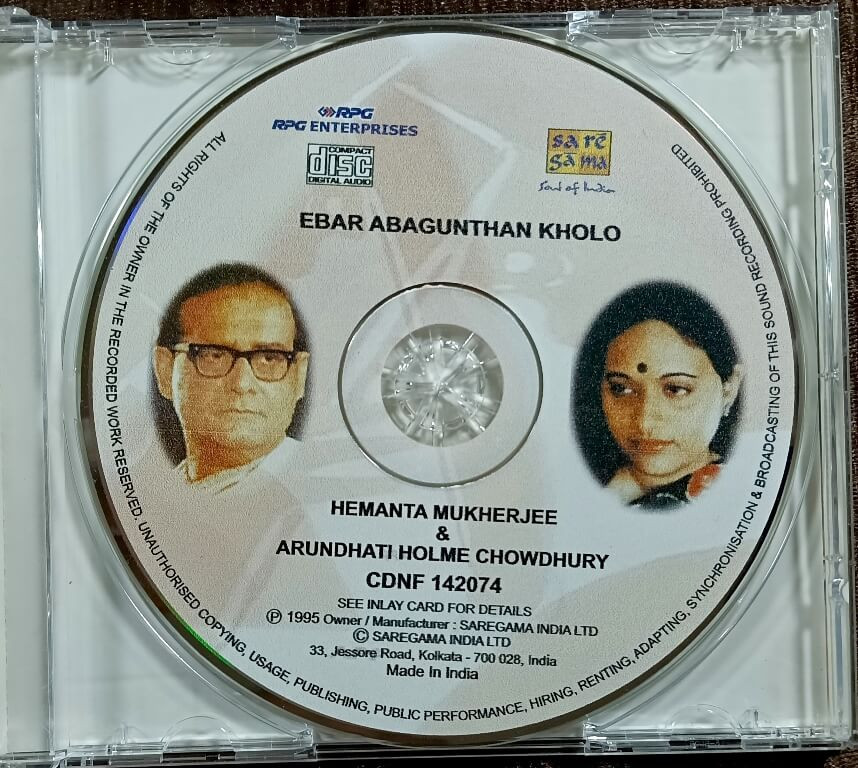 RPG
RPG ENTERPRISES
COMPACT
disc
DIGITAL AUDIO
sa rē
gā ma
Soul of India
EBAR ABAGUNTHAN KHOLO
HEMANTA MUKHERJEE
&
ARUNDHATI HOLME CHOWDHURY
CDNF 142074
SEE INLAY CARD FOR DETAILS
Ⓟ 1995 Owner / Manufacturer : SAREGAMA INDIA LTD
© SAREGAMA INDIA LTD
33, Jessore Road, Kolkata - 700 028, India
Made In India
ALL RIGHTS OF THE OWNER IN THE RECORDED WORK RESERVED. UNAUTHORISED COPYING, USAGE, PUBLISHING, PUBLIC PERFORMANCE, HIRING, RENTING, ADAPTING, SYNCHRONISATION & BROADCASTING OF THIS SOUND RECORDING PROHIBITED